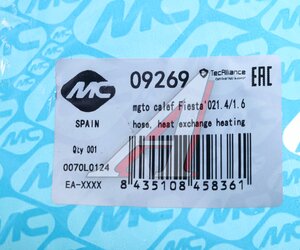 MC
09269 TecAlliance EAC
mgto calef Fiesta'021.4/1.6
SPAIN
hose, heat exchange heating
Qty 001
0070L0124
EA-XXXX
8 435108 458361